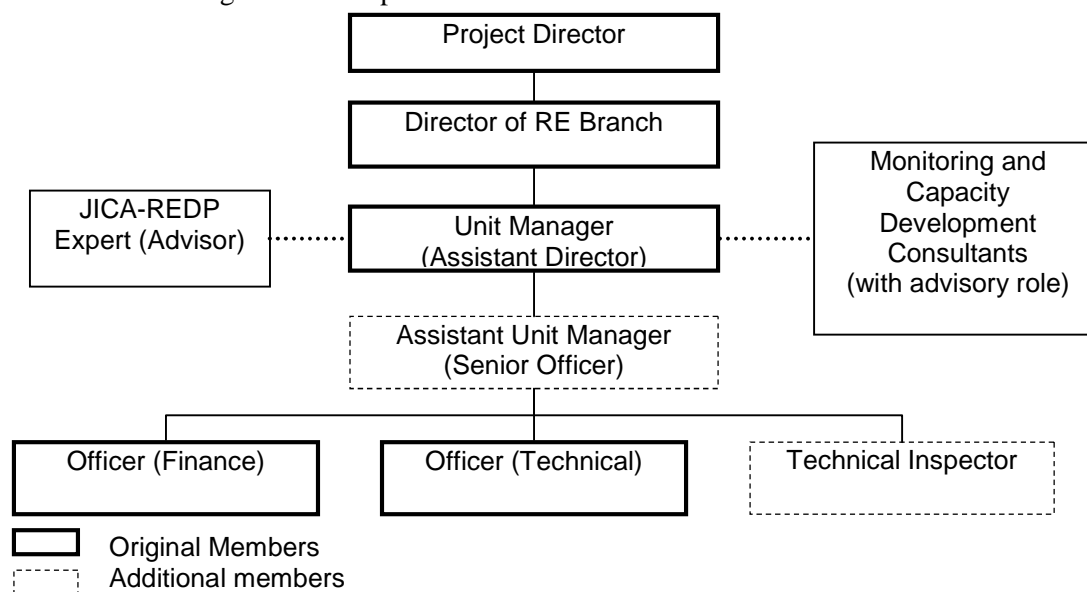 Project Director
Director of RE Branch
Monitoring and
Capacity
Development
Consultants
(with advisory role)
JICA-REDP
Expert (Advisor)
Unit Manager
(Assistant Director)
Assistant Unit Manager
(Senior Officer)
Officer (Finance)
Officer (Technical)
Technical Inspector
Original Members
Additional members